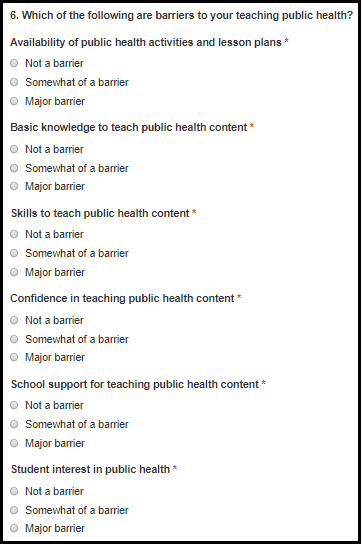 6. Which of the following are barriers to your teaching public health?
Availability of public health activities and lesson plans *
Not a barrier
Somewhat of a barrier
Major barrier
Basic knowledge to teach public health content *
Not a barrier
Somewhat of a barrier
Major barrier
Skills to teach public health content *
Not a barrier
Somewhat of a barrier
Major barrier
Confidence in teaching public health content *
Not a barrier
Somewhat of a barrier
Major barrier
School support for teaching public health content *
Not a barrier
Somewhat of a barrier
Major barrier
Student interest in public health *
Not a barrier
Somewhat of a barrier
Major barrier